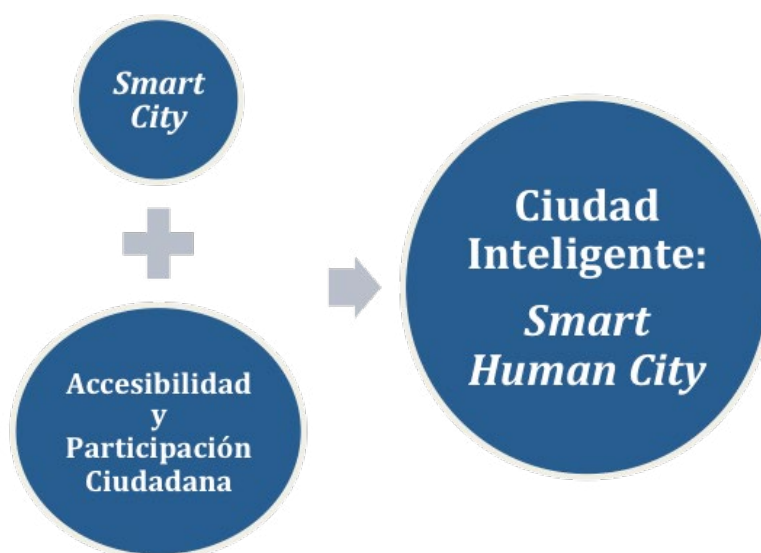 Smart
City
Accesibilidad
y
Participación
Ciudadana
Ciudad
Inteligente:
Smart
Human City